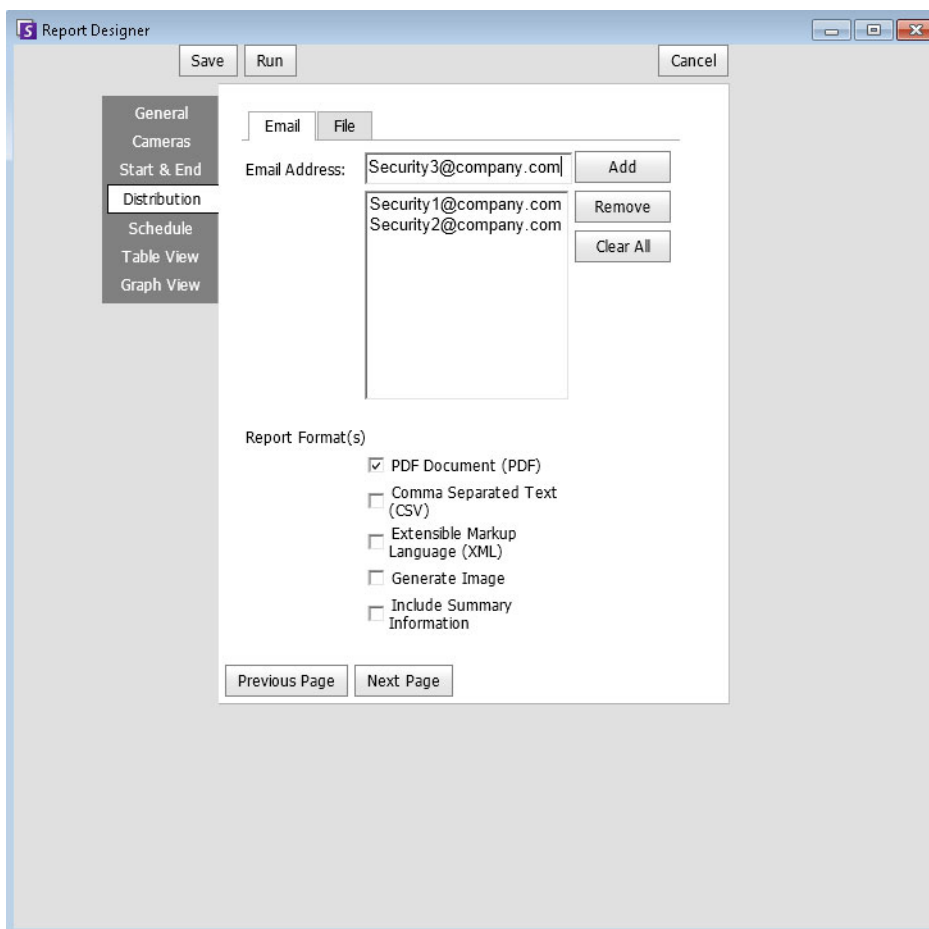 Report Designer
Save Run Cancel
General
Cameras
Start & End
Distribution
Schedule
Table View
Graph View
Email File
Email Address: Security3@company.com Add
Security1@company.com
Security2@company.com
Remove
Clear All
Report Format(s)
PDF Document (PDF)
Comma Separated Text
(CSV)
Extensible Markup
Language (XML)
Generate Image
Include Summary
Information
Previous Page Next Page